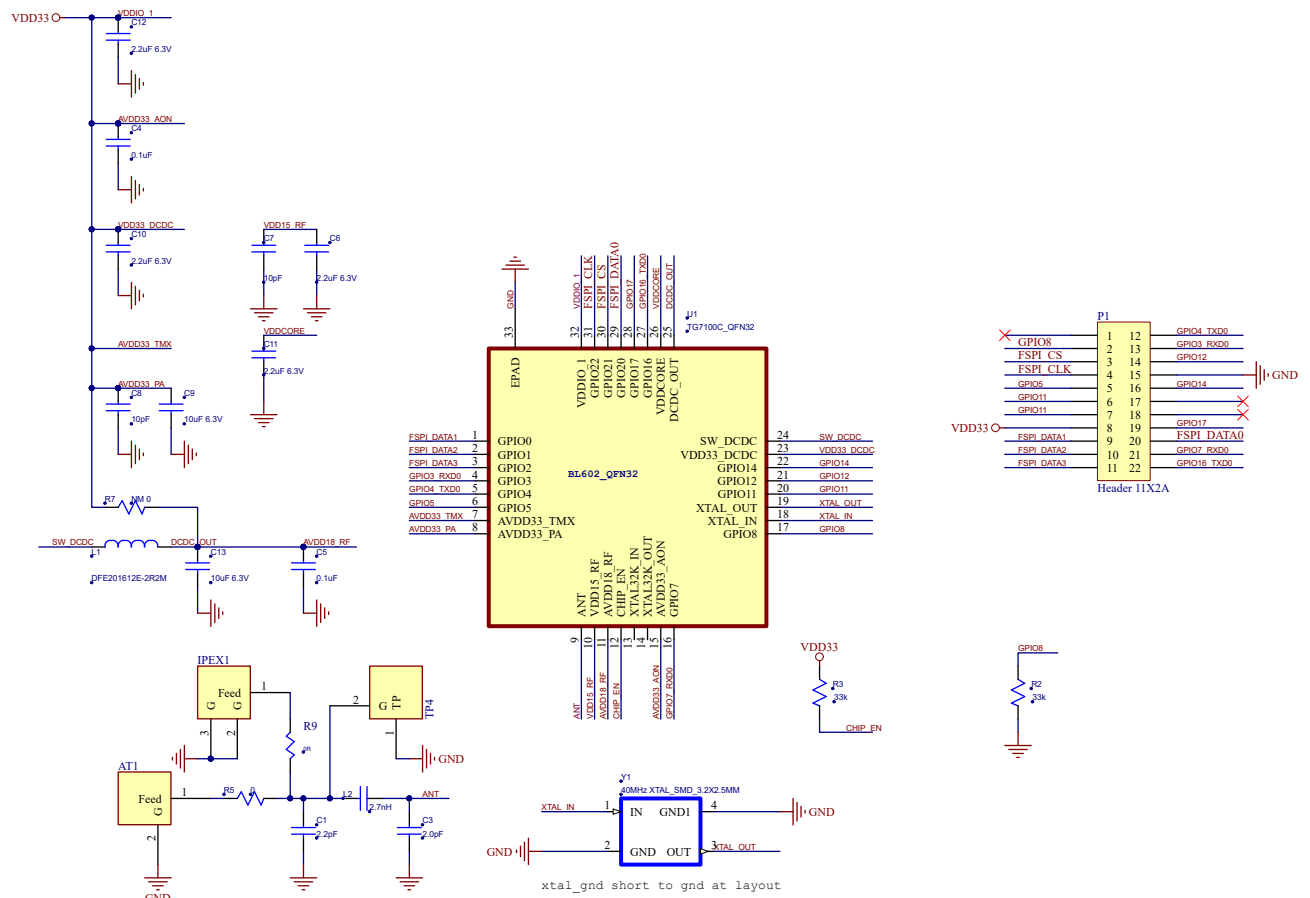 VDD33
VDDIO_1
C12
2.2uF 6.3V
AVDD33_AON
C4
0.1uF
VDD33_DCDC
C10
2.2uF 6.3V
VDD15_RF
C7
C6
10pF
2.2uF 6.3V
VDDCORE
C11
2.2uF 6.3V
AVDD33_TMX
AVDD33_PA
C8
C9
10pF
10uF 6.3V
R7
NM 0
SW_DCDC
DCDC_OUT
AVDD18_RF
L1
C13
C5
DFE201612E-2R2M
10uF 6.3V
0.1uF
GND
VDDIO_1
FSPI_CLK
FSPI_CS
FSPI_DATA0
GPIO17
GPIO16_TXD0
VDDCORE
DCDC_OUT
33
32
31
30
29
28
27
26
25
U1
TG7100C_QFN32
EPAD
VDDIO_1
GPIO22
GPIO21
GPIO20
GPIO17
GPIO16
VDDCORE
DCDC_OUT
FSPI_DATA1 1 GPIO0
FSPI_DATA2 2 GPIO1
FSPI_DATA3 3 GPIO2
GPIO3_RXD0 4 GPIO3
GPIO4_TXD0 5 GPIO4
GPIO5 6 GPIO5
AVDD33_TMX 7 AVDD33_TMX
AVDD33_PA 8 AVDD33_PA
BL602_QFN32
SW_DCDC 24 SW_DCDC
VDD33_DCDC 23 VDD33_DCDC
GPIO14 22 GPIO14
GPIO12 21 GPIO12
GPIO11 20 GPIO11
XTAL_OUT 19 XTAL_OUT
XTAL_IN 18 XTAL_IN
GPIO8 17 GPIO8
ANT
VDD15_RF
AVDD18_RF
CHIP_EN
XTAL32K_IN
XTAL32K_OUT
AVDD33_AON
GPIO7
9
10
11
12
13
14
15
16
ANT
VDD15_RF
AVDD18_RF
CHIP_EN
AVDD33_AON
GPIO7_RXD0
P1
1 12 GPIO4_TXD0
GPIO8 2 13 GPIO3_RXD0
FSPI_CS 3 14 GPIO12
FSPI_CLK 4 15 GND
GPIO5 5 16 GPIO14
GPIO11 6 17
GPIO11 7 18
VDD33 8 19 GPIO17
FSPI_DATA1 9 20 FSPI_DATA0
FSPI_DATA2 10 21 GPIO7_RXD0
FSPI_DATA3 11 22 GPIO16_TXD0
Header 11X2A
IPEX1
Feed
1
G
G
3
2
R9
0R
2
G
TP
TP4
1
GND
AT1
Feed
1
G
2
GND
R5
0
L2
2.7nH
ANT
C1
2.2pF
C3
2.0pF
VDD33
R3
33k
CHIP_EN
GPIO8
R2
33k
Y1
40MHz XTAL_SMD_3.2X2.5MM
XTAL_IN 1 IN GND1 4 GND
GND 2 GND OUT 3 XTAL_OUT
xtal_gnd short to gnd at layout